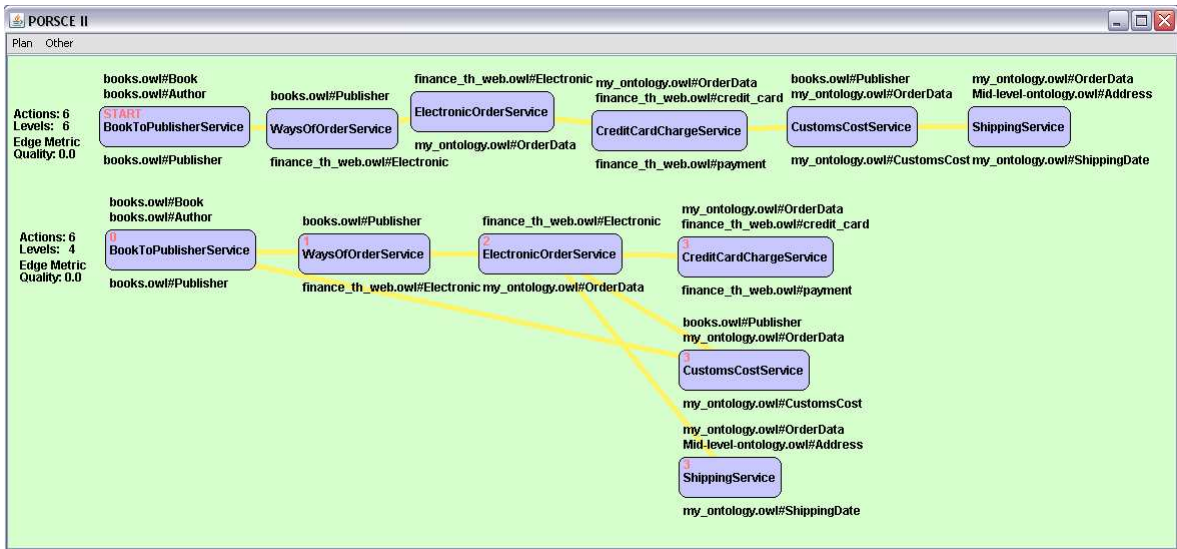 PORSCE II
Plan Other
Actions: 6
Levels: 6
Edge Metric
Quality: 0.0
books.owl#Book
books.owl#Author
START
BookToPublisherService
books.owl#Publisher
books.owl#Publisher
WaysOfOrderService
finance_th_web.owl#Electronic
finance_th_web.owl#Electronic
ElectronicOrderService
my_ontology.owl#OrderData
my_ontology.owl#OrderData
finance_th_web.owl#credit_card
CreditCardChargeService
finance_th_web.owl#payment
books.owl#Publisher
my_ontology.owl#OrderData
CustomsCostService
my_ontology.owl#CustomsCost
my_ontology.owl#OrderData
Mid-level-ontology.owl#Address
ShippingService
my_ontology.owl#ShippingDate
Actions: 6
Levels: 4
Edge Metric
Quality: 0.0
books.owl#Book
books.owl#Author
0
BookToPublisherService
books.owl#Publisher
books.owl#Publisher
1
WaysOfOrderService
finance_th_web.owl#Electronic
finance_th_web.owl#Electronic
2
ElectronicOrderService
my_ontology.owl#OrderData
my_ontology.owl#OrderData
finance_th_web.owl#credit_card
3
CreditCardChargeService
finance_th_web.owl#payment
books.owl#Publisher
my_ontology.owl#OrderData
3
CustomsCostService
my_ontology.owl#CustomsCost
my_ontology.owl#OrderData
Mid-level-ontology.owl#Address
3
ShippingService
my_ontology.owl#ShippingDate